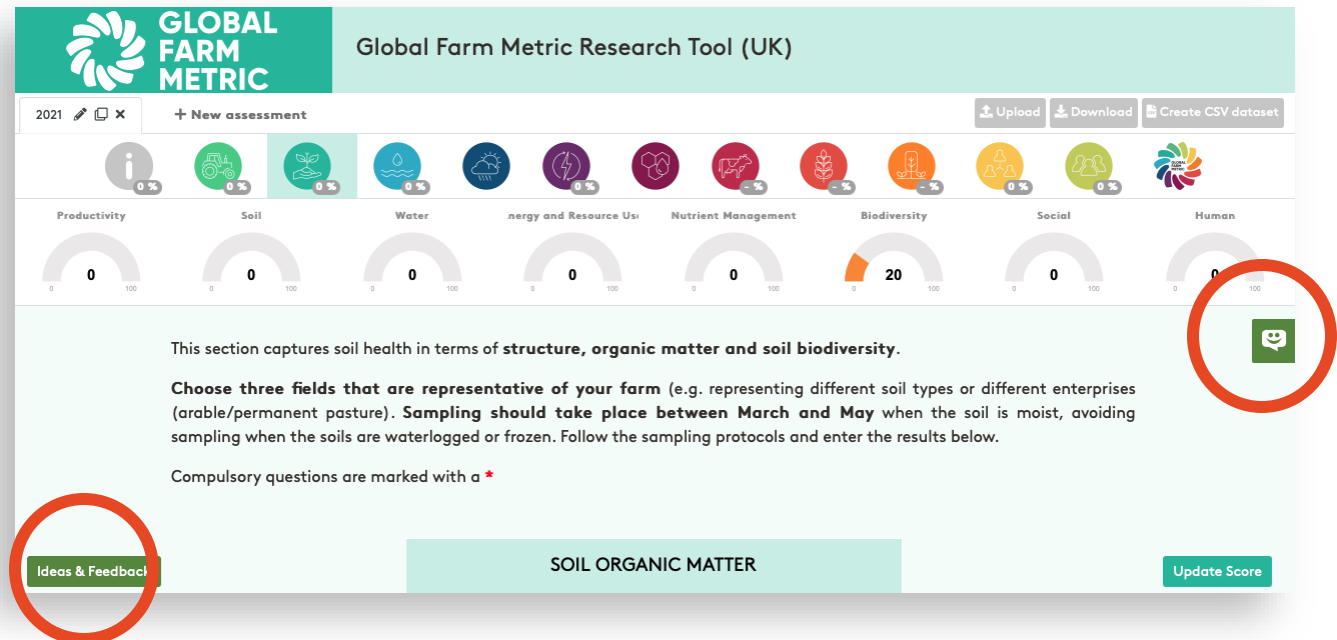 GLOBAL
FARM
METRIC
Global Farm Metric Research Tool (UK)
2021
+ New assessment
Upload
Download
Create CSV dataset
0 %
0 %
0 %
0 %
0 %
- %
- %
- %
0 %
0 %
GLOBAL
FARM
METRIC
Productivity
Soil
Water
nergy and Resource Us
Nutrient Management
Biodiversity
Social
Human
0
0
0
0
0
20
0
0
0 100
0 100
0 100
0 100
0 100
0 100
0 100
0 100
This section captures soil health in terms of structure, organic matter and soil biodiversity.
Choose three fields that are representative of your farm (e.g. representing different soil types or different enterprises
(arable/permanent pasture). Sampling should take place between March and May when the soil is moist, avoiding
sampling when the soils are waterlogged or frozen. Follow the sampling protocols and enter the results below.
Compulsory questions are marked with a *
Ideas & Feedback
SOIL ORGANIC MATTER
Update Score